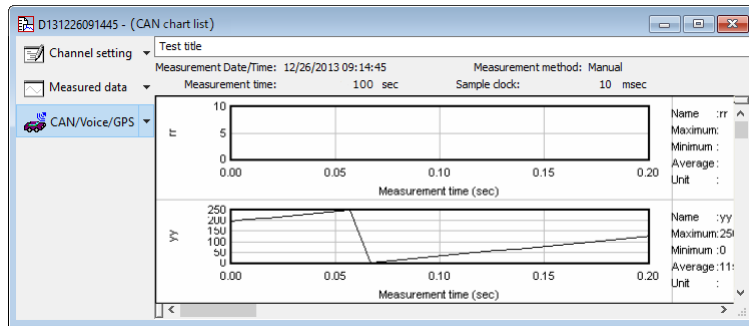 D131226091445 - (CAN chart list)
Channel setting
Measured data
CAN/Voice/GPS
Test title
Measurement Date/Time: 12/26/2013 09:14:45 Measurement method: Manual
Measurement time: 100 sec Sample clock: 10 msec
rr
10
5
0
0.00 0.05 0.10 0.15 0.20
Measurement time (sec)
Name :rr
Maximum:
Minimum :
Average :
Unit :
yy
250
200
150
100
50
0
0.00 0.05 0.10 0.15 0.20
Measurement time (sec)
Name :yy
Maximum:250
Minimum :0
Average :11
Unit :